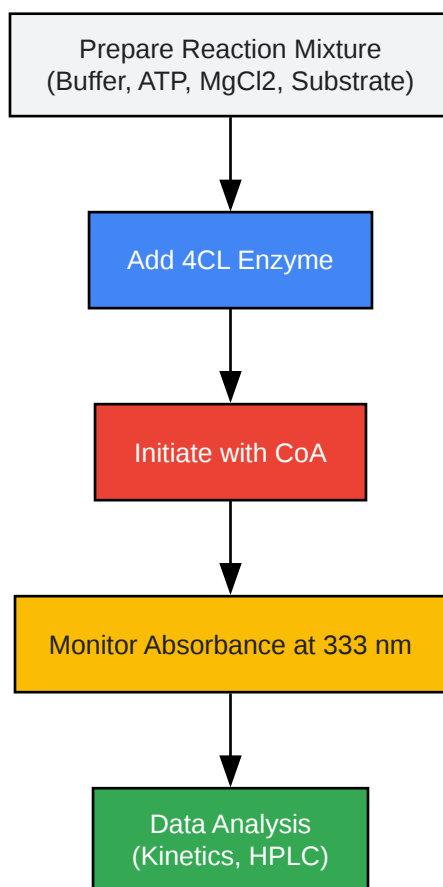 Prepare Reaction Mixture
(Buffer, ATP, MgCl2, Substrate)
Add 4CL Enzyme
Initiate with CoA
Monitor Absorbance at 333 nm
Data Analysis
(Kinetics, HPLC)